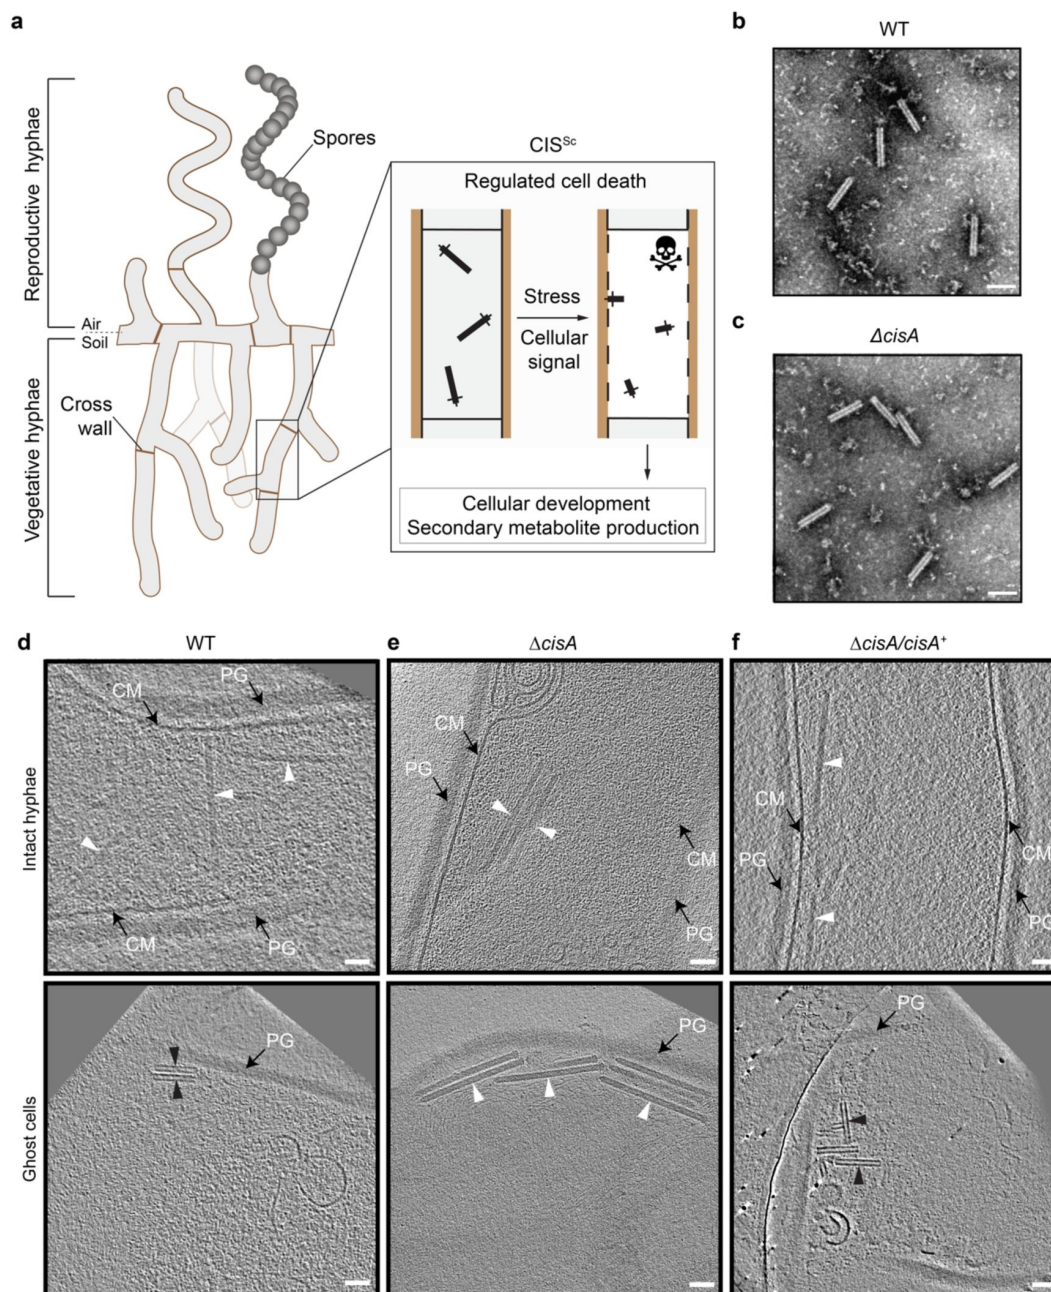 a
Reproductive hyphae
Vegetative hyphae
Spores
Air
Soil
Cross
wall
CIS^Sc
Regulated cell death
Stress
Cellular
signal
Cellular development
Secondary metabolite production
b
WT
c
ΔcisA
d
WT
e
ΔcisA
f
ΔcisA/cisA⁺
Intact hyphae
CM
PG
CM
PG
CM
PG
CM
PG
CM
PG
CM
PG
Ghost cells
PG
PG
PG